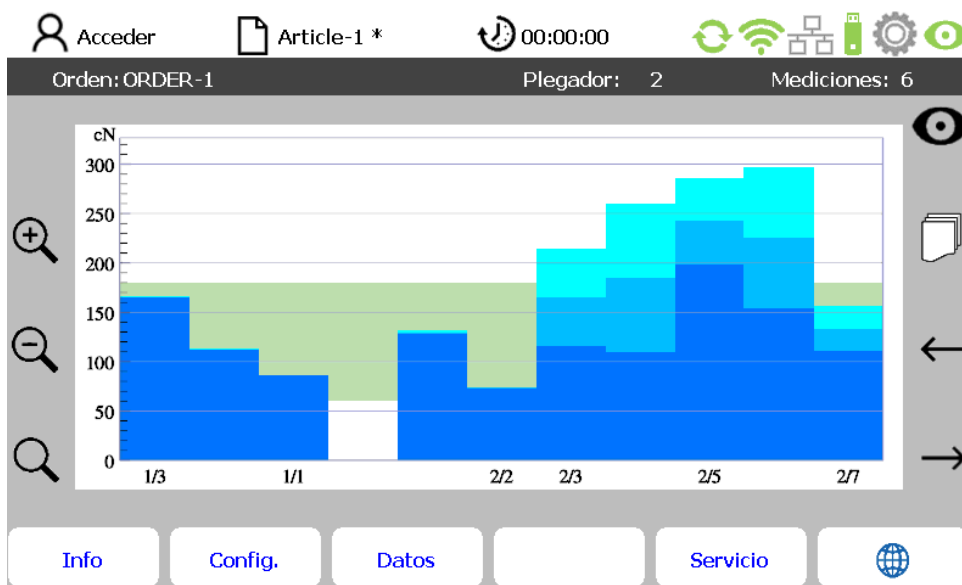 Acceder Article-1 * 00:00:00
Orden: ORDER-1 Plegador: 2 Mediciones: 6
cN
300
250
200
150
100
50
0
1/3 1/1 2/2 2/3 2/5 2/7
Info Config. Datos Servicio